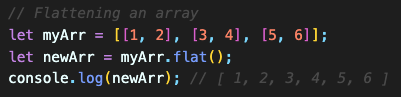 // Flattening an array
let myArr = [[1, 2], [3, 4], [5, 6]];
let newArr = myArr.flat();
console.log(newArr); // [ 1, 2, 3, 4, 5, 6 ]